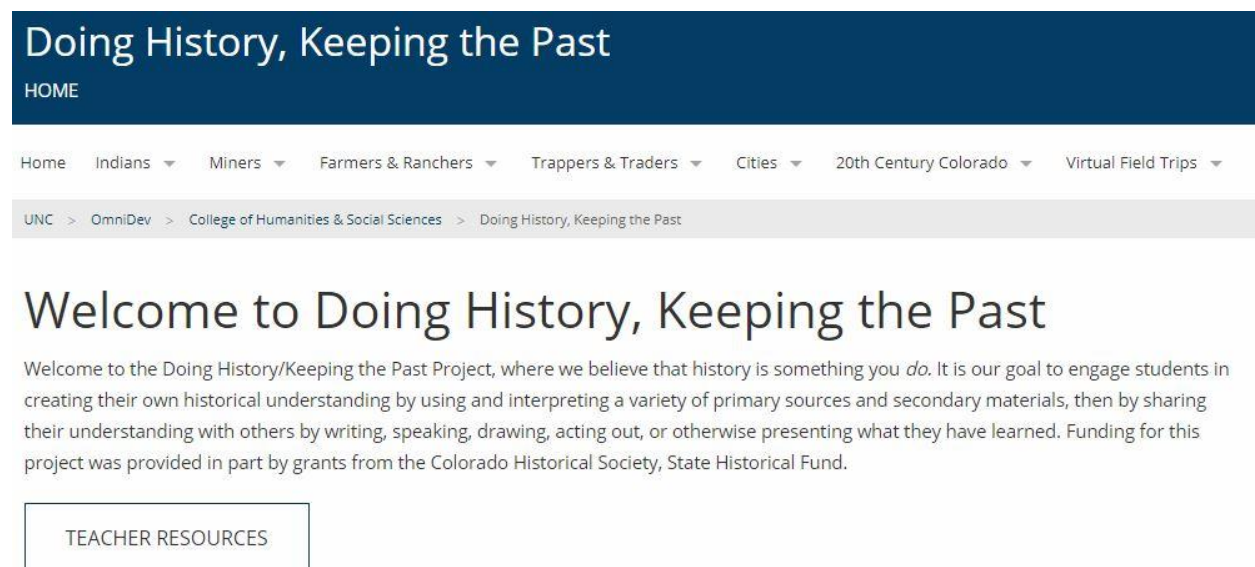 Doing History, Keeping the Past
HOME
Home Indians Miners Farmers & Ranchers Trappers & Traders Cities 20th Century Colorado Virtual Field Trips
UNC > OmniDev > College of Humanities & Social Sciences > Doing History, Keeping the Past
Welcome to Doing History, Keeping the Past
Welcome to the Doing History/Keeping the Past Project, where we believe that history is something you do. It is our goal to engage students in
creating their own historical understanding by using and interpreting a variety of primary sources and secondary materials, then by sharing
their understanding with others by writing, speaking, drawing, acting out, or otherwise presenting what they have learned. Funding for this
project was provided in part by grants from the Colorado Historical Society, State Historical Fund.
TEACHER RESOURCES